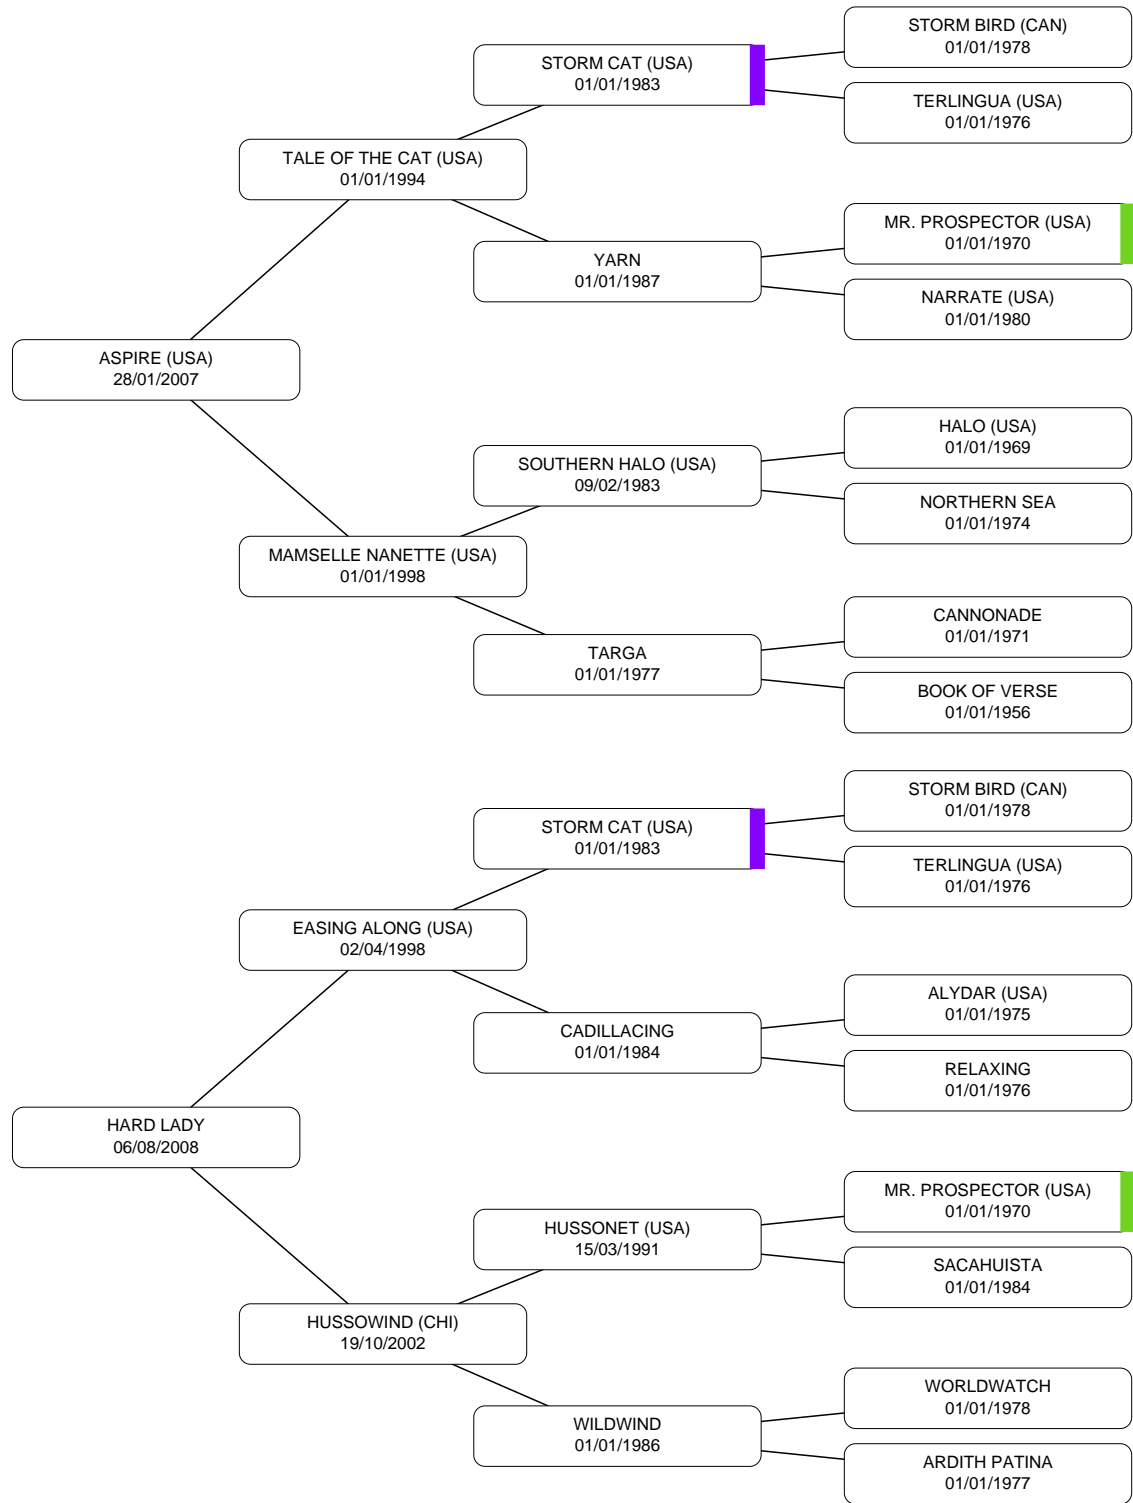 STORM BIRD (CAN)
01/01/1978
STORM CAT (USA)
01/01/1983
TERLINGUA (USA)
01/01/1976
TALE OF THE CAT (USA)
01/01/1994
MR. PROSPECTOR (USA)
01/01/1970
YARN
01/01/1987
NARRATE (USA)
01/01/1980
ASPIRE (USA)
28/01/2007
HALO (USA)
01/01/1969
SOUTHERN HALO (USA)
09/02/1983
NORTHERN SEA
01/01/1974
MAMSELLE NANETTE (USA)
01/01/1998
CANNONADE
01/01/1971
TARGA
01/01/1977
BOOK OF VERSE
01/01/1956
STORM BIRD (CAN)
01/01/1978
STORM CAT (USA)
01/01/1983
TERLINGUA (USA)
01/01/1976
EASING ALONG (USA)
02/04/1998
ALYDAR (USA)
01/01/1975
CADILLACING
01/01/1984
RELAXING
01/01/1976
HARD LADY
06/08/2008
MR. PROSPECTOR (USA)
01/01/1970
HUSSONET (USA)
15/03/1991
SACAHUISTA
01/01/1984
HUSSOWIND (CHI)
19/10/2002
WORLDWATCH
01/01/1978
WILDWIND
01/01/1986
ARDITH PATINA
01/01/1977